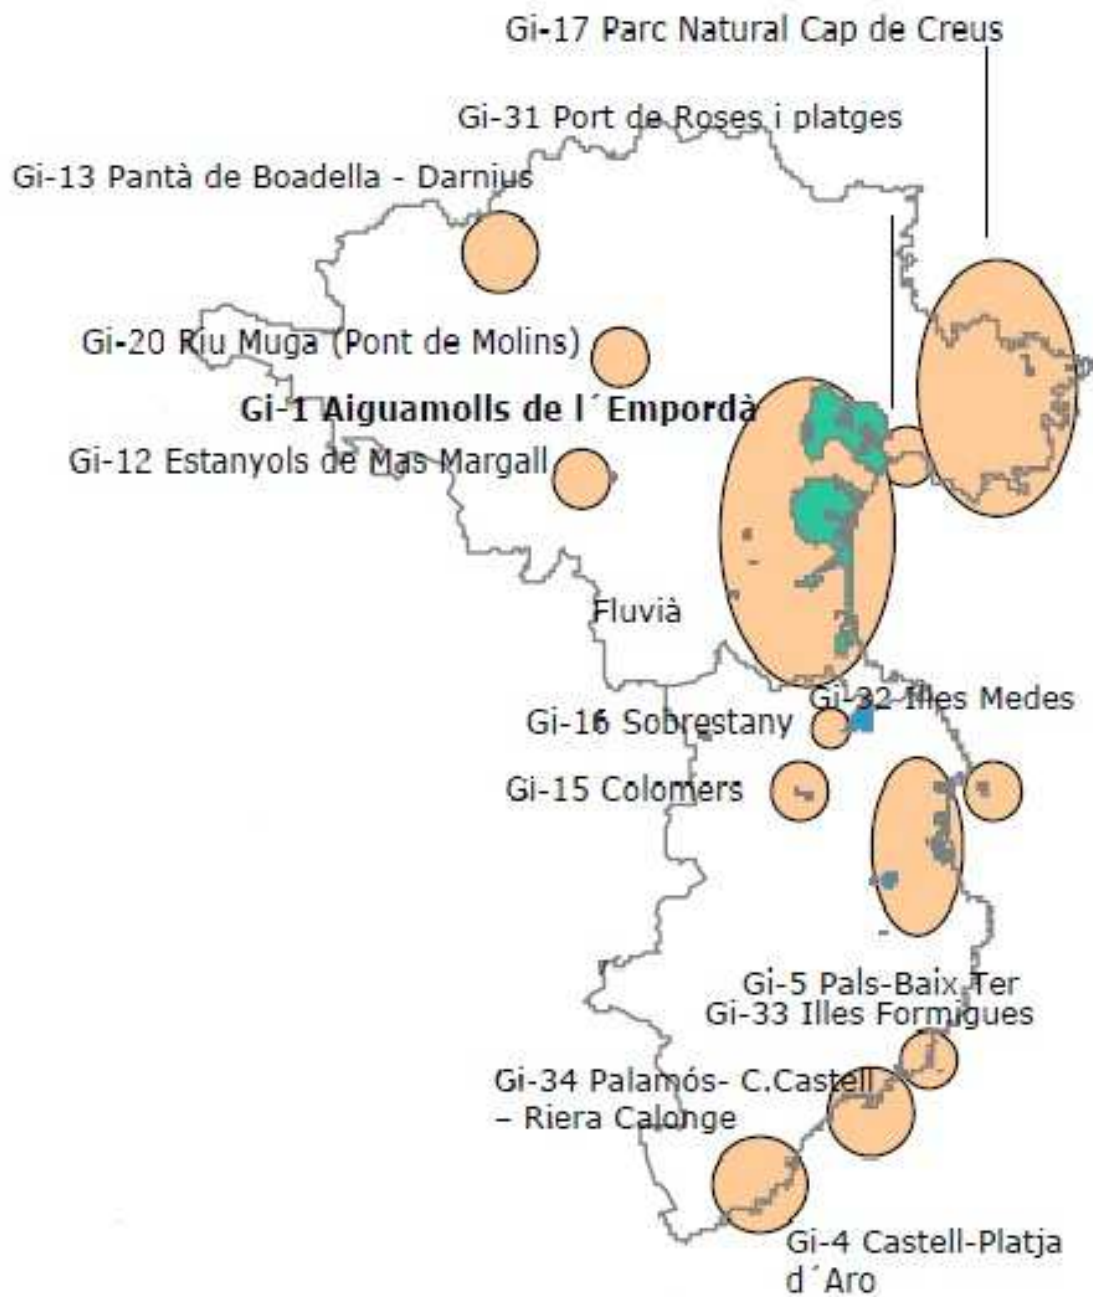 Gi-17 Parc Natural Cap de Creus
Gi-31 Port de Roses i platges
Gi-13 Pantà de Boadella - Darnius
Gi-20 Riu Muga (Pont de Molins)
Gi-1 Aiguamolls de l´Empordà
Gi-12 Estanyols de Mas Margall
Fluvià
Gi-32 Illes Medes
Gi-16 Sobrestany
Gi-15 Colomers
Gi-5 Pals-Baix Ter
Gi-33 Illes Formigues
Gi-34 Palamós- C.Castell
– Riera Calonge
Gi-4 Castell-Platja
d´Aro